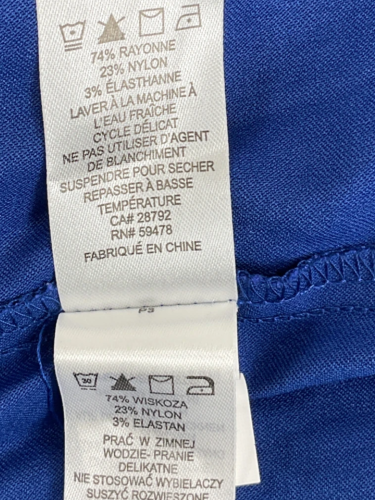 74% RAYONNE
23% NYLON
3% ÉLASTHANNE
LAVER À LA MACHINE À
L'EAU FRAÎCHE
CYCLE DÉLICAT
NE PAS UTILISER D'AGENT
DE BLANCHIMENT
SUSPENDRE POUR SECHER
REPASSER À BASSE
TEMPÉRATURE
CA# 28792
RN# 59478
FABRIQUÉ EN CHINE
30
74% WISKOZA
23% NYLON
3% ELASTAN
PRAĆ W ZIMNEJ
WODZIE- PRANIE
DELIKATNE
NIE STOSOWAĆ WYBIELACZY
SUSZYĆ ROZWIESZONE